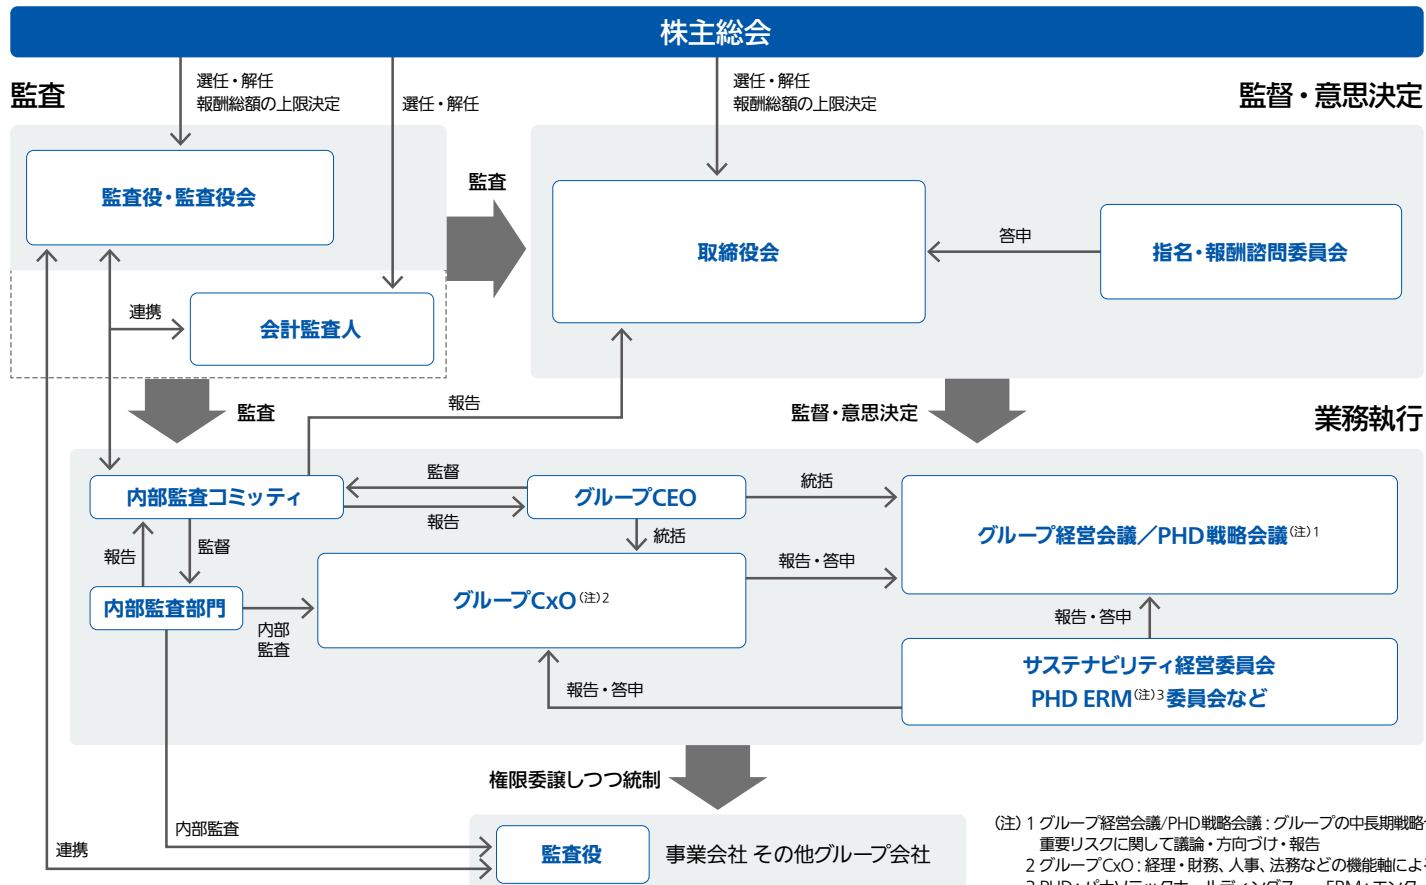 株主総会
監査
監督・意思決定
選任・解任
報酬総額の上限決定
選任・解任
選任・解任
報酬総額の上限決定
監査役・監査役会
監査
取締役会
答申
指名・報酬諮問委員会
連携
会計監査人
監査
報告
監督・意思決定
業務執行
内部監査コミッティ
監督
報告
グループCEO
統括
統括
グループ経営会議／PHD戦略会議(注)1
報告
監督
内部監査部門
内部
監査
グループCxO(注)2
報告・答申
報告・答申
報告・答申
サステナビリティ経営委員会
PHD ERM(注)3委員会など
権限委譲しつつ統制
内部監査
連携
監査役
事業会社 その他グループ会社
(注) 1 グループ経営会議/PHD戦略会議：グループの中長期戦略
重要リスクに関して議論・方向づけ・報告
2 グループCxO：経理・財務、人事、法務などの機能軸による